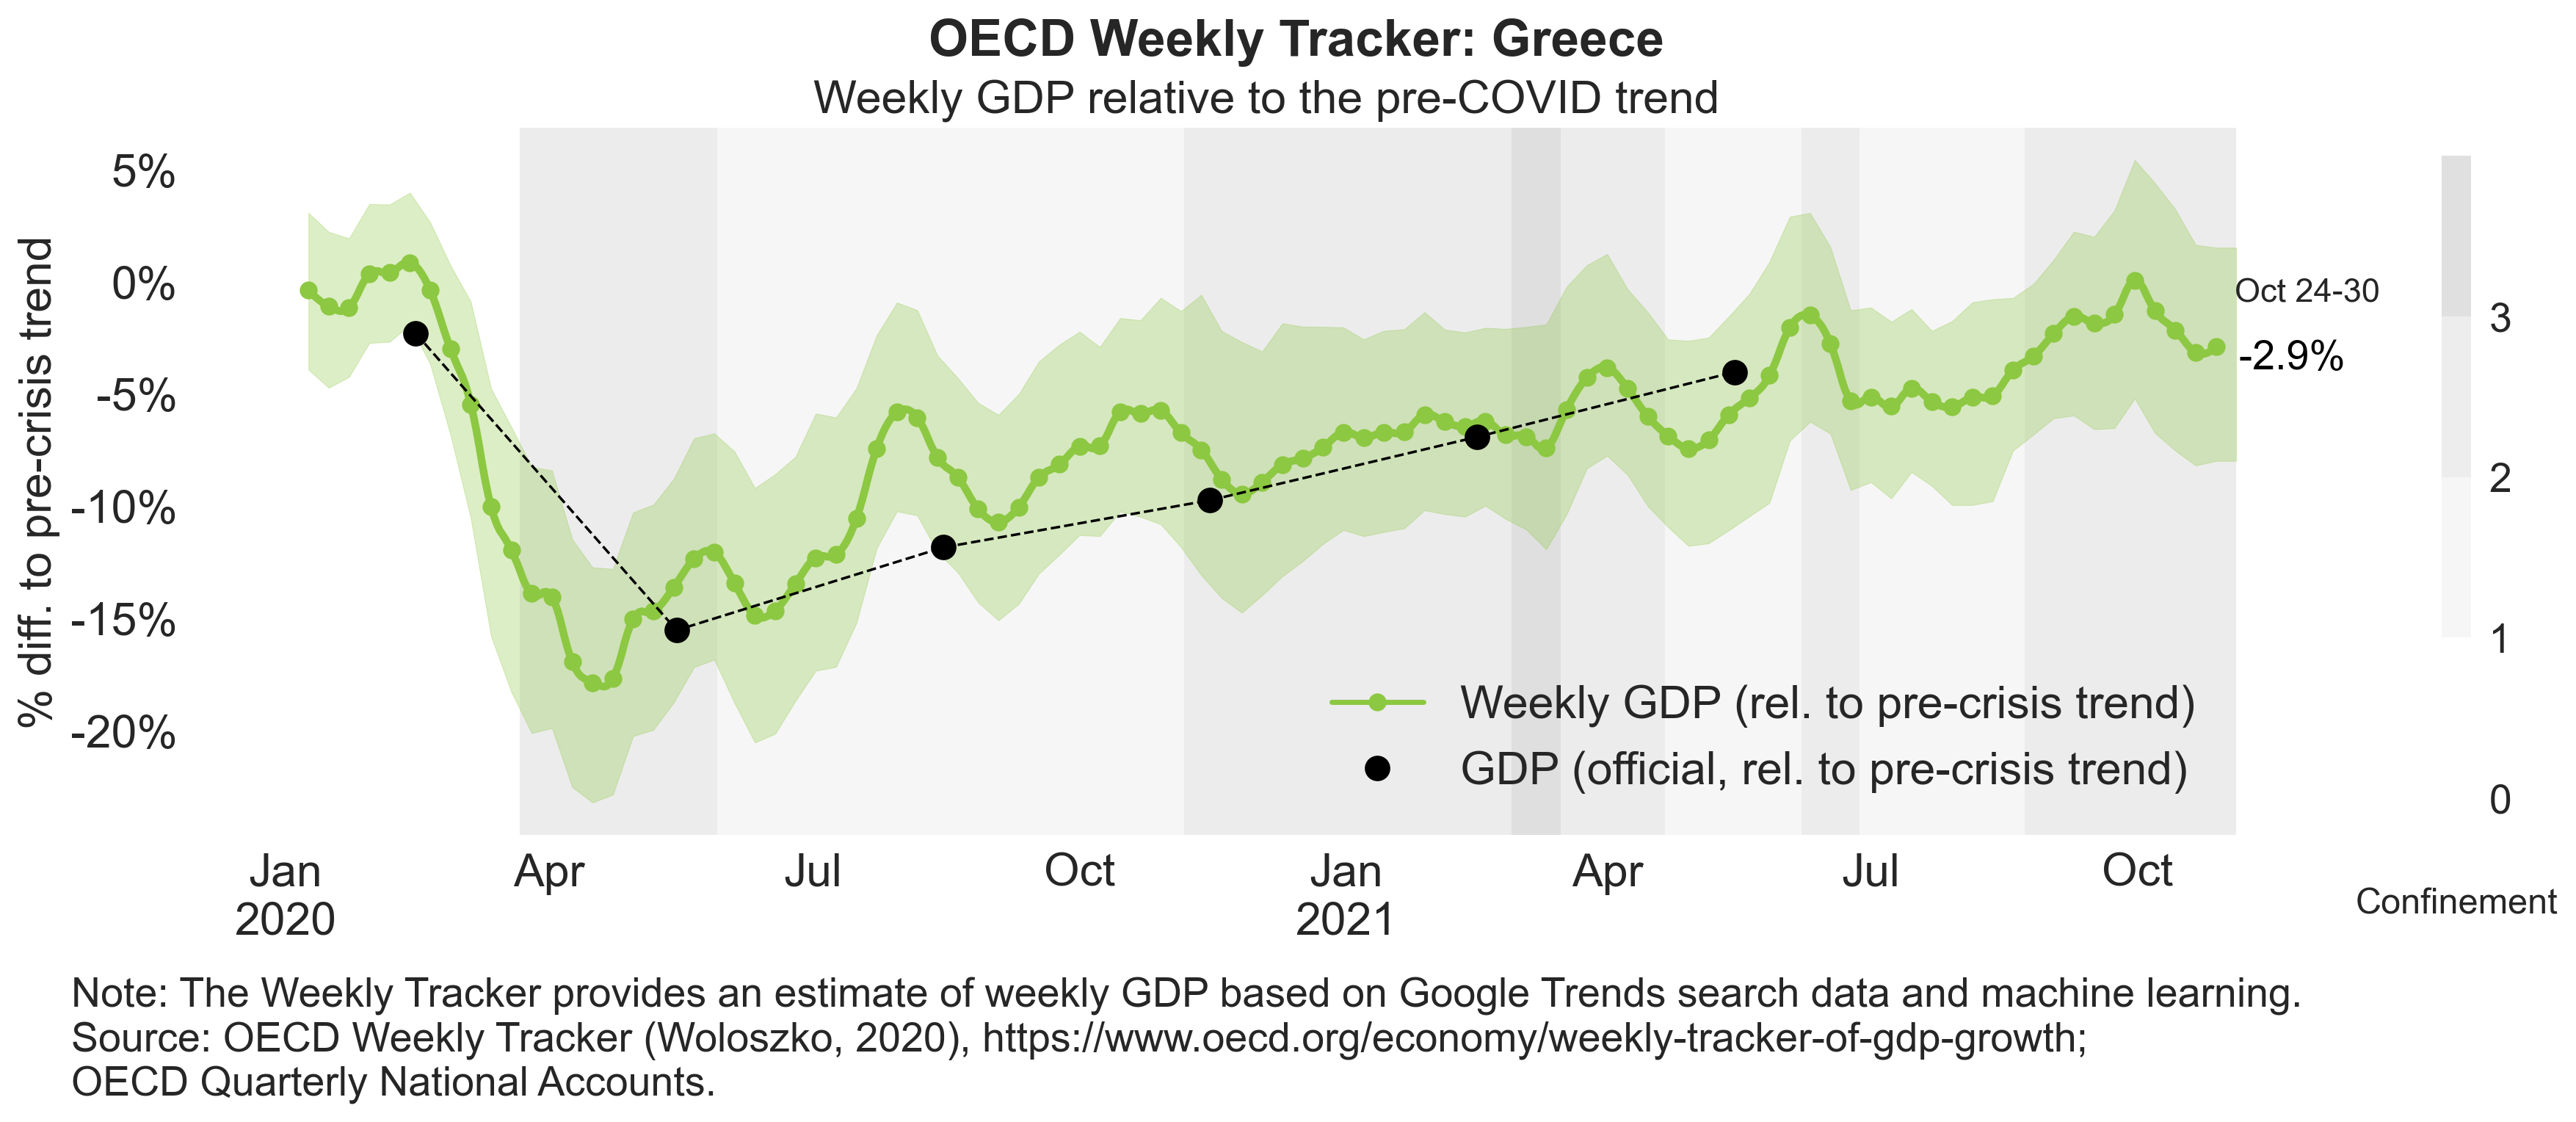 OECD Weekly Tracker: Greece
Weekly GDP relative to the pre-COVID trend
% diff. to pre-crisis trend
5%
0%
-5%
-10%
-15%
-20%
Oct 24-30
-2.9%
Weekly GDP (rel. to pre-crisis trend)
GDP (official, rel. to pre-crisis trend)
3
2
1
0
Confinement
Jan Apr Jul Oct Jan Apr Jul Oct
2020 2021
Note: The Weekly Tracker provides an estimate of weekly GDP based on Google Trends search data and machine learning.
Source: OECD Weekly Tracker (Woloszko, 2020), https://www.oecd.org/economy/weekly-tracker-of-gdp-growth;
OECD Quarterly National Accounts.